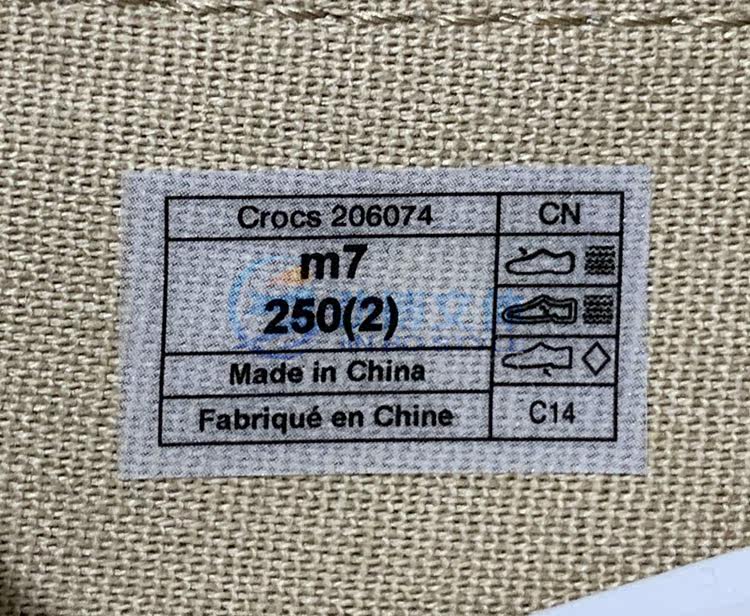 Crocs 206074
CN
m7
250(2)
Made in China
Fabriqué en Chine
C14